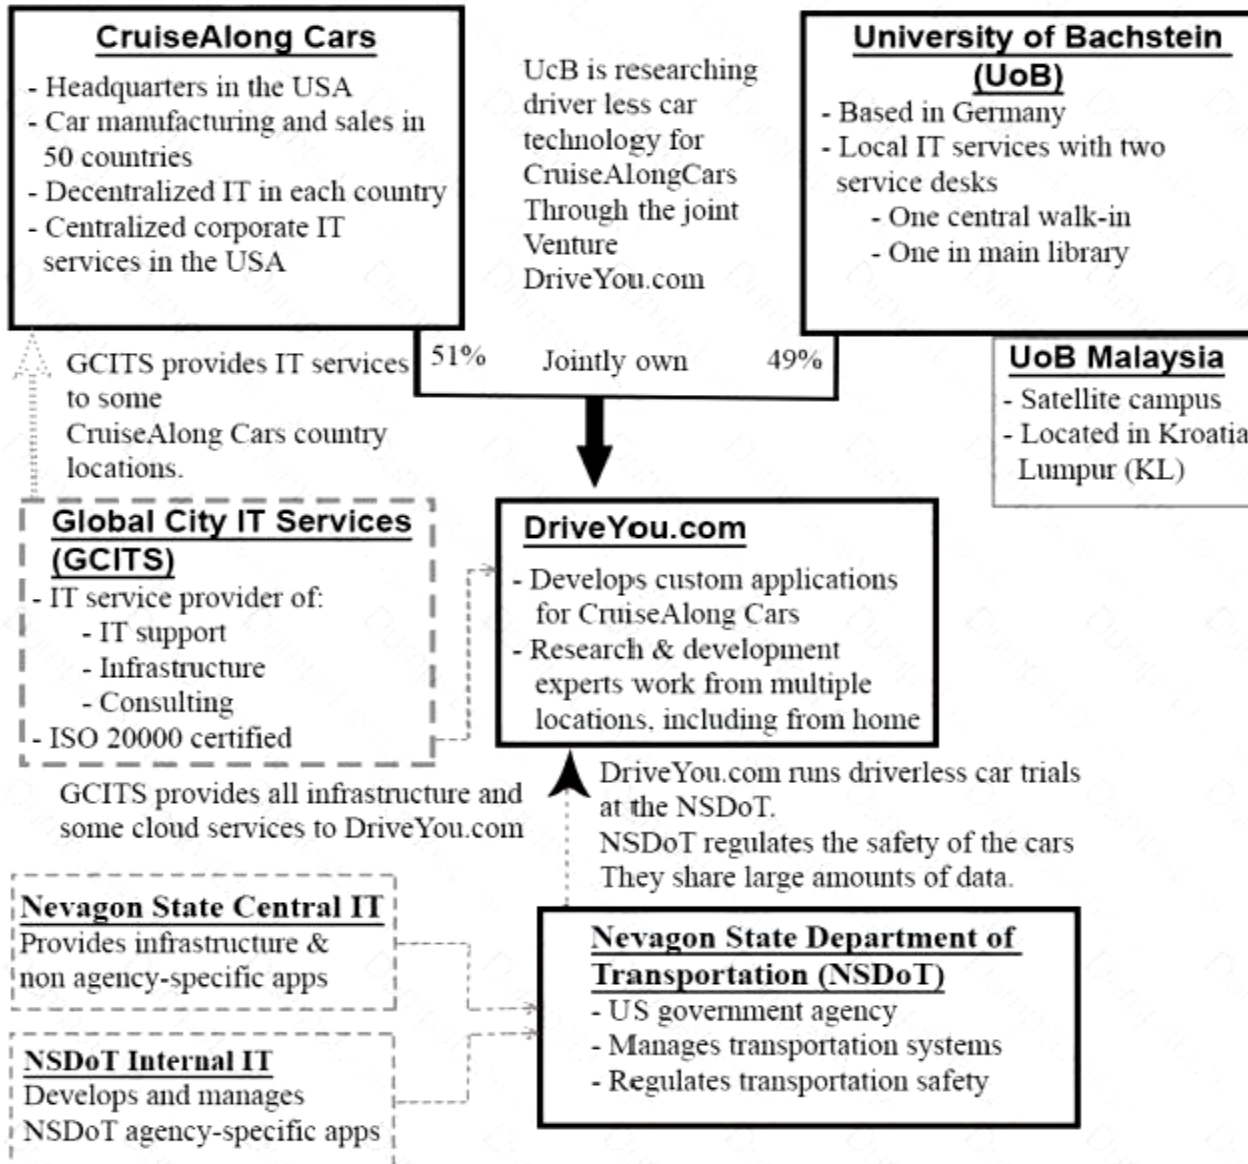 CruiseAlong Cars
- Headquarters in the USA
- Car manufacturing and sales in
50 countries
- Decentralized IT in each country
- Centralized corporate IT
services in the USA
UcB is researching
driver less car
technology for
CruiseAlongCars
Through the joint
Venture
DriveYou.com
University of Bachstein
(UoB)
- Based in Germany
- Local IT services with two
service desks
- One central walk-in
- One in main library
51%
Jointly own
49%
UoB Malaysia
- Satellite campus
- Located in Kroatia
Lumpur (KL)
GCITS provides IT services
to some
CruiseAlong Cars country
locations.
Global City IT Services
(GCITS)
- IT service provider of:
- IT support
- Infrastructure
- Consulting
- ISO 20000 certified
DriveYou.com
- Develops custom applications
for CruiseAlong Cars
- Research & development
experts work from multiple
locations, including from home
GCITS provides all infrastructure and
some cloud services to DriveYou.com
DriveYou.com runs driverless car trials
at the NSDoT.
NSDoT regulates the safety of the cars
They share large amounts of data.
Nevagon State Central IT
Provides infrastructure &
non agency-specific apps
NSDoT Internal IT
Develops and manages
NSDoT agency-specific apps
Nevagon State Department of
Transportation (NSDoT)
- US government agency
- Manages transportation systems
- Regulates transportation safety